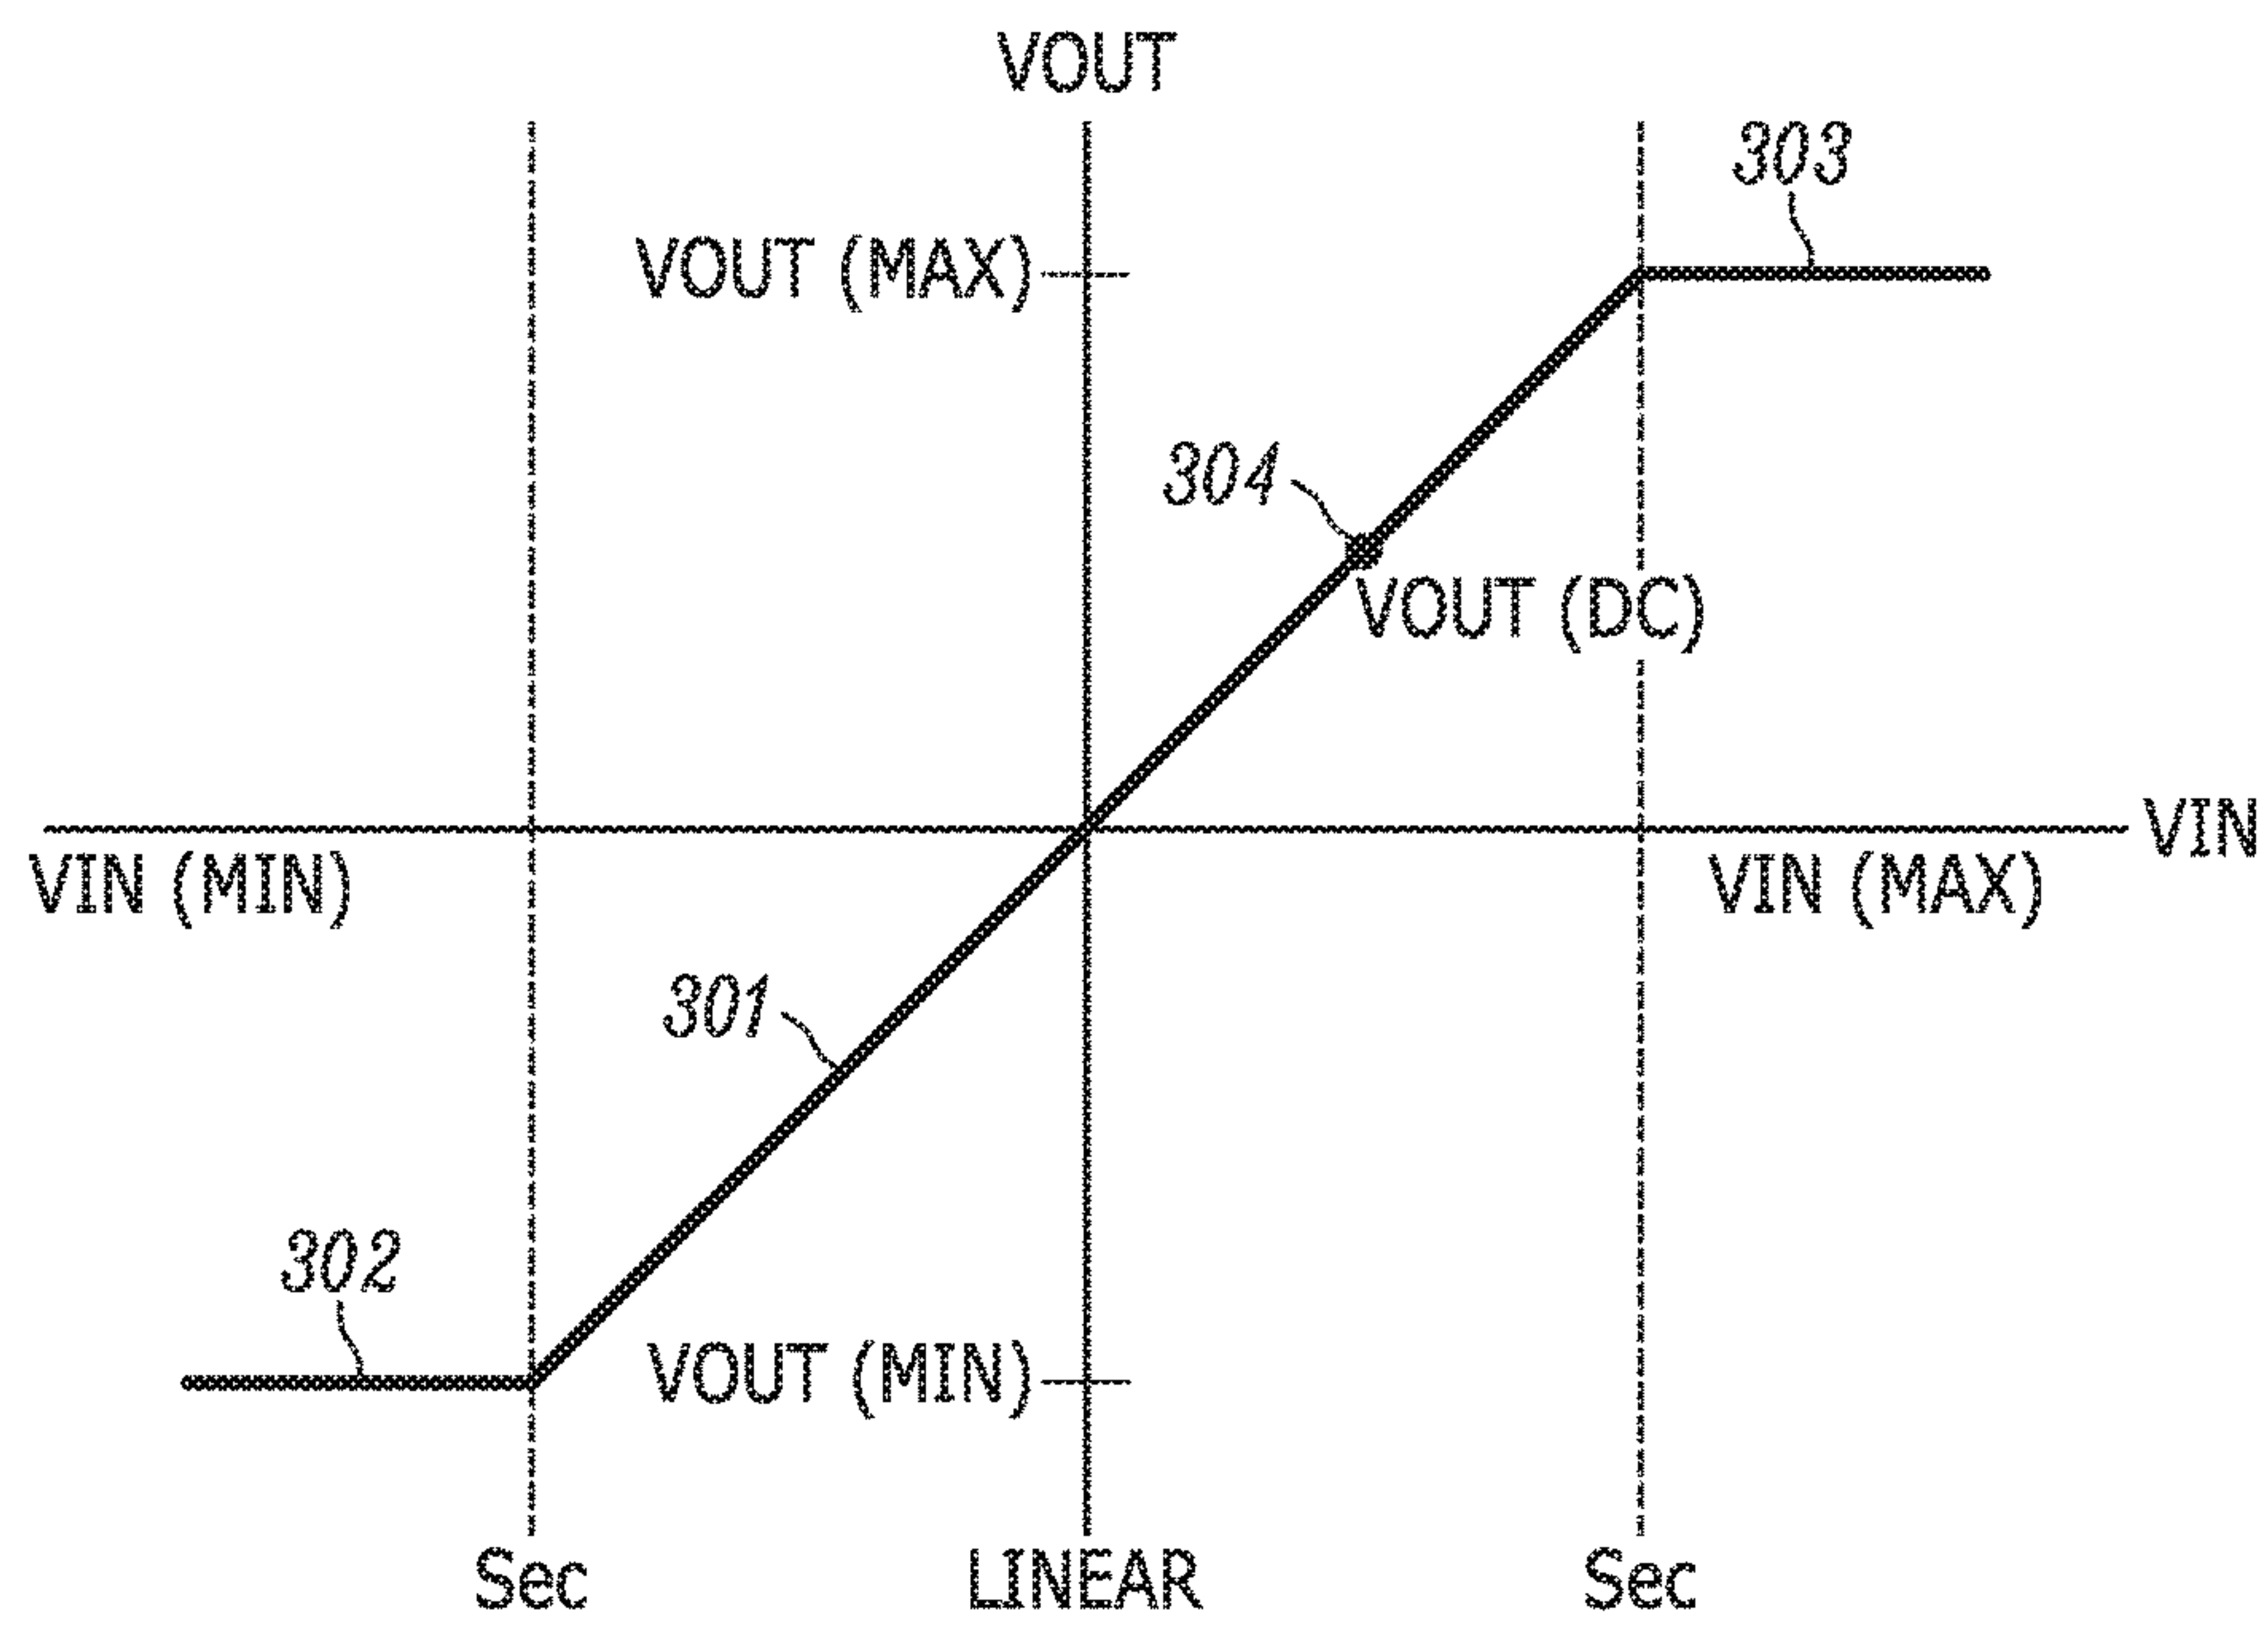 VOUT
303
VOUT (MAX)
304
VOUT (DC)
VIN
VIN (MIN)
VIN (MAX)
301
302
VOUT (MIN)
Sec
LINEAR
Sec